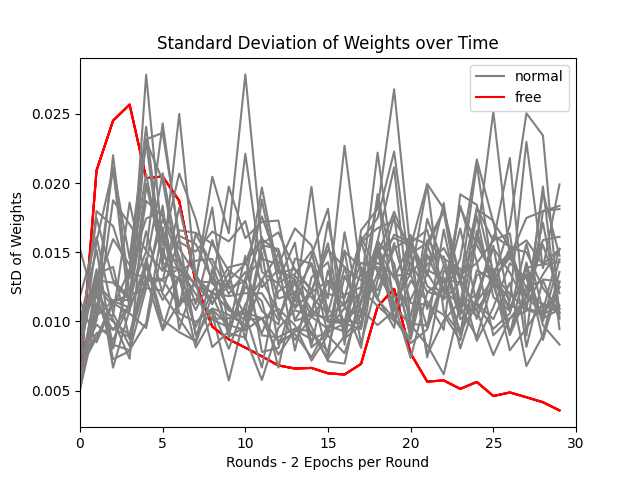 Standard Deviation of Weights over Time
normal
free
StD of Weights
0.025
0.020
0.015
0.010
0.005
0 5 10 15 20 25 30
Rounds - 2 Epochs per Round